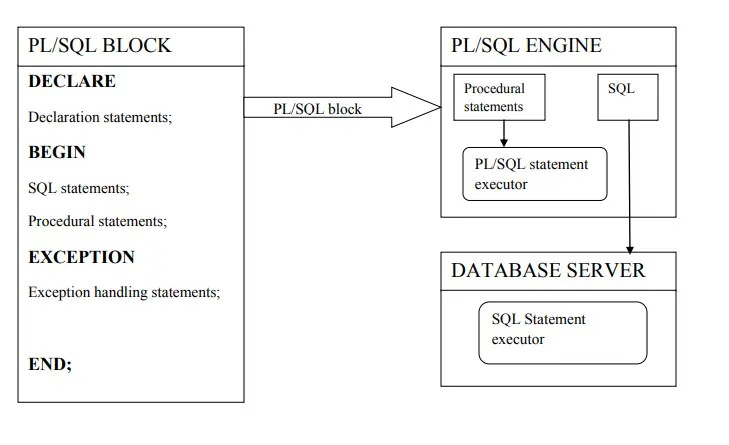 PL/SQL BLOCK
DECLARE
Declaration statements;
BEGIN
SQL statements;
Procedural statements;
EXCEPTION
Exception handling statements;
END;
PL/SQL block
PL/SQL ENGINE
Procedural
statements
SQL
PL/SQL statement
executor
DATABASE SERVER
SQL Statement
executor